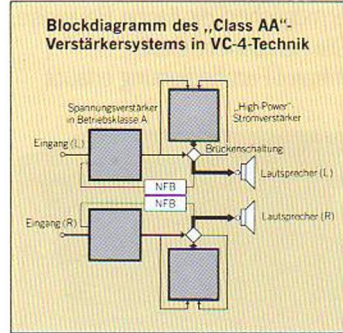 Blockdiagramm des „Class AA“-
Verstärkersystems in VC-4-Technik
Spannungsverstärker
in Betriebsklasse A
„High-Power“-
Stromverstärker
Eingang (L)
Brückenschaltung
Lautsprecher (L)
NFB
NFB
Eingang (R)
Lautsprecher (R)